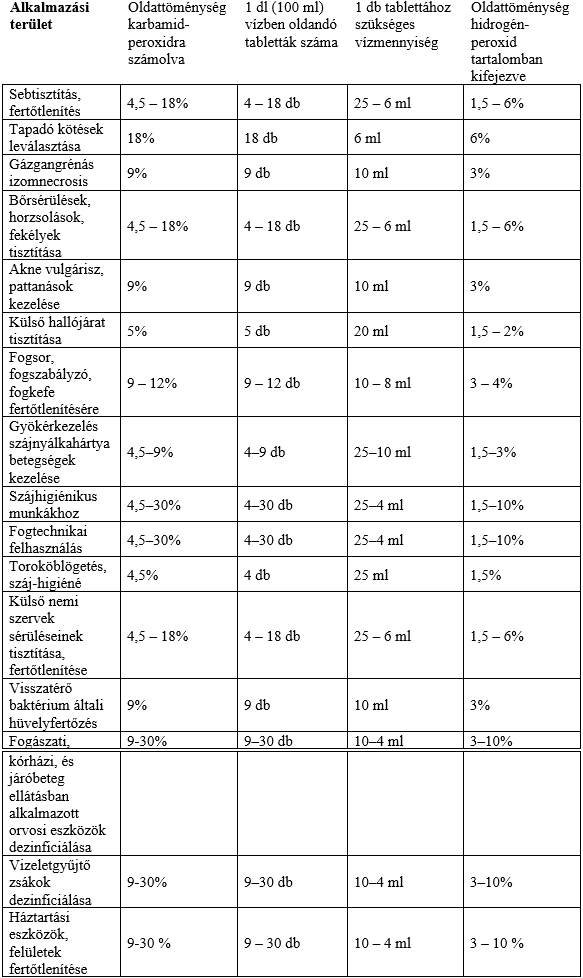 Alkalmazási terület
Oldattöménység karbamid-peroxidra számolva
1 dl (100 ml) vízben oldandó tabletták száma
1 db tablettához szükséges vízmennyiség
Oldattöménység hidrogén-peroxid tartalomban kifejezve
Sebtisztítás, fertőtlenítés
4,5 – 18%
4 – 18 db
25 – 6 ml
1,5 – 6%
Tapadó kötések leválasztása
18%
18 db
6 ml
6%
Gázgangrénás izomnecrosis
9%
9 db
10 ml
3%
Bőrsérülések, horzsolások, fekélyek tisztítása
4,5 – 18%
4 – 18 db
25 – 6 ml
1,5 – 6%
Akne vulgárisz, pattanások kezelése
9%
9 db
10 ml
3%
Külső hallójárat tisztítása
5%
5 db
20 ml
1,5 – 2%
Fogsor, fogszabályzó, fogkefe fertőtlenítésére
9 – 12%
9 – 12 db
10 – 8 ml
3 – 4%
Gyökérkezelés szájnyálkahártya betegségek kezelése
4,5–9%
4–9 db
25–10 ml
1,5–3%
Szájhigiénikus munkákhoz
4,5–30%
4–30 db
25–4 ml
1,5–10%
Fogtechnikai felhasználás
4,5–30%
4–30 db
25–4 ml
1,5–10%
Toroköblögetés, száj-higiéné
4,5%
4 db
25 ml
1,5%
Külső nemi szervek sérüléseinek tisztítása, fertőtlenítése
4,5 – 18%
4 – 18 db
25 – 6 ml
1,5 – 6%
Visszatérő baktérium általi hüvelyfertőzés
9%
9 db
10 ml
3%
Fogászati,
9-30%
9–30 db
10–4 ml
3–10%
kórházi, és járóbeteg ellátásban alkalmazott orvosi eszközök dezinfíciálása
Vizeletgyűjtő zsákok dezinfíciálása
9-30%
9–30 db
10–4 ml
3–10%
Háztartási eszközök, felületek fertőtlenítése
9-30 %
9 – 30 db
10 – 4 ml
3 – 10 %